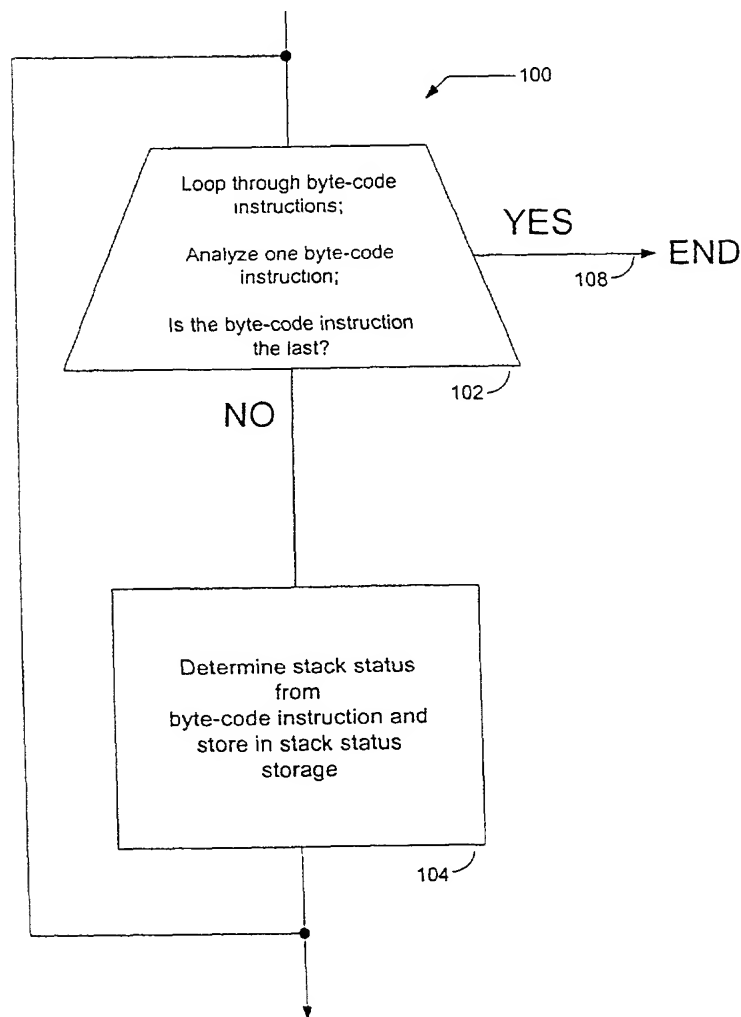 100
Loop through byte-code
instructions;
Analyze one byte-code
instruction;
Is the byte-code instruction
the last?
YES
END
108
102
NO
Determine stack status
from
byte-code instruction and
store in stack status
storage
104